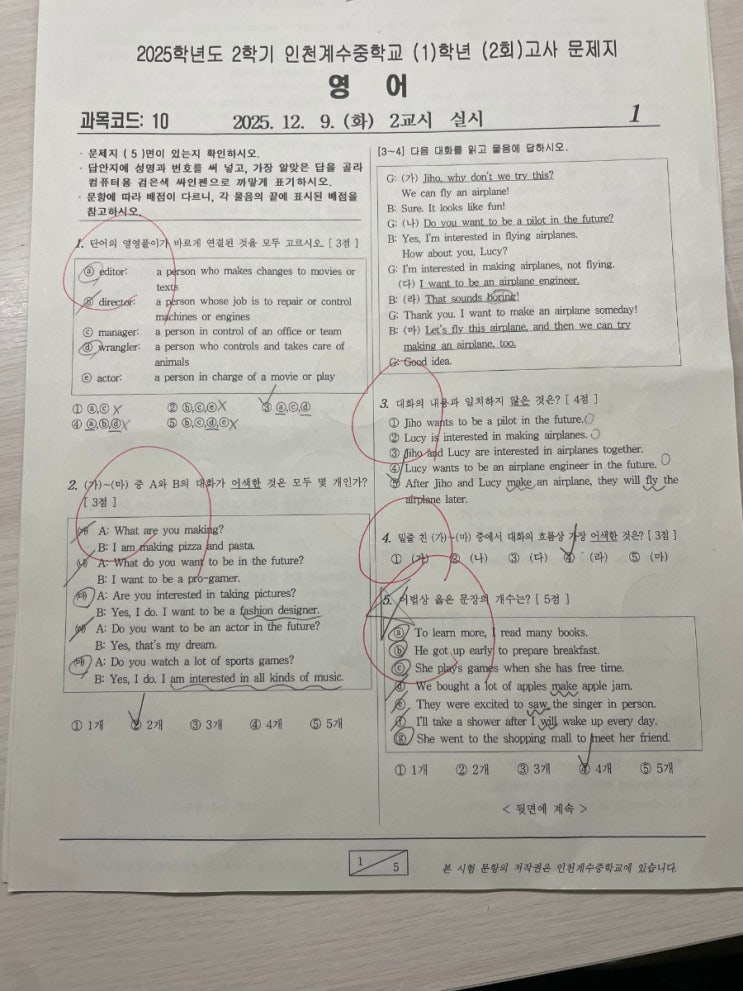 2025학년도 2학기 인천계수중학교 (1)학년 (2회)고사 문제지
영 어
과목코드: 10 2025. 12. 9. (화) 2교시 실시 1
· 문제지 ( 5 )면이 있는지 확인하시오.
· 답안지에 성명과 번호를 써 넣고, 가장 알맞은 답을 골라
컴퓨터용 검은색 싸인펜으로 까맣게 표기하시오.
· 문항에 따라 배점이 다르니, 각 물음의 끝에 표시된 배점을
참고하시오.
1. 단어의 영영풀이가 바르게 연결된 것을 모두 고르시오. [ 3점 ]
ⓐ editor: a person who makes changes to movies or
texts
ⓑ director: a person whose job is to repair or control
machines or engines
ⓒ manager: a person in control of an office or team
ⓓ wrangler: a person who controls and takes care of
animals
ⓔ actor: a person in charge of a movie or play
① ⓐ,ⓒ X ② ⓑ,ⓒ,ⓔ X ③ ⓐ,ⓒ,ⓓ
④ ⓐ,ⓑ,ⓓ X ⑤ ⓑ,ⓒ,ⓓ,ⓔ X
2. (가)~(마) 중 A와 B의 대화가 어색한 것은 모두 몇 개인가?
[ 3점 ]
(가) A: What are you making?
B: I am making pizza and pasta.
(나) A: What do you want to be in the future?
B: I want to be a pro-gamer.
(다) A: Are you interested in taking pictures?
B: Yes, I do. I want to be a fashion designer.
(라) A: Do you want to be an actor in the future?
B: Yes, that's my dream.
(마) A: Do you watch a lot of sports games?
B: Yes, I do. I am interested in all kinds of music.
① 1개 ② 2개 ③ 3개 ④ 4개 ⑤ 5개
[3~4] 다음 대화를 읽고 물음에 답하시오.
G: (가) Jiho, why don't we try this?
We can fly an airplane!
B: Sure. It looks like fun!
G: (나) Do you want to be a pilot in the future?
B: Yes, I'm interested in flying airplanes.
How about you, Lucy?
G: I'm interested in making airplanes, not flying.
(다) I want to be an airplane engineer.
B: (라) That sounds boring!
G: Thank you. I want to make an airplane someday!
B: (마) Let's fly this airplane, and then we can try
making an airplane, too.
G: Good idea.
3. 대화의 내용과 일치하지 않은 것은? [ 4점 ]
① Jiho wants to be a pilot in the future.
② Lucy is interested in making airplanes.
③ Jiho and Lucy are interested in airplanes together.
④ Lucy wants to be an airplane engineer in the future.
⑤ After Jiho and Lucy make an airplane, they will fly the
airplane later.
4. 밑줄 친 (가)~(마) 중에서 대화의 흐름상 가장 어색한 것은? [ 3점 ]
① (가) ② (나) ③ (다) ④ (라) ⑤ (마)
5. 어법상 옳은 문장의 개수는? [ 5점 ]
ⓐ To learn more, I read many books.
ⓑ He got up early to prepare breakfast.
ⓒ She plays games when she has free time.
ⓓ We bought a lot of apples make apple jam.
ⓔ They were excited to saw the singer in person.
ⓕ I'll take a shower after I will wake up every day.
ⓖ She went to the shopping mall to meet her friend.
① 1개 ② 2개 ③ 3개 ④ 4개 ⑤ 5개
< 뒷면에 계속 >
1 / 5
본 시험 문항의 저작권은 인천계수중학교에 있습니다.